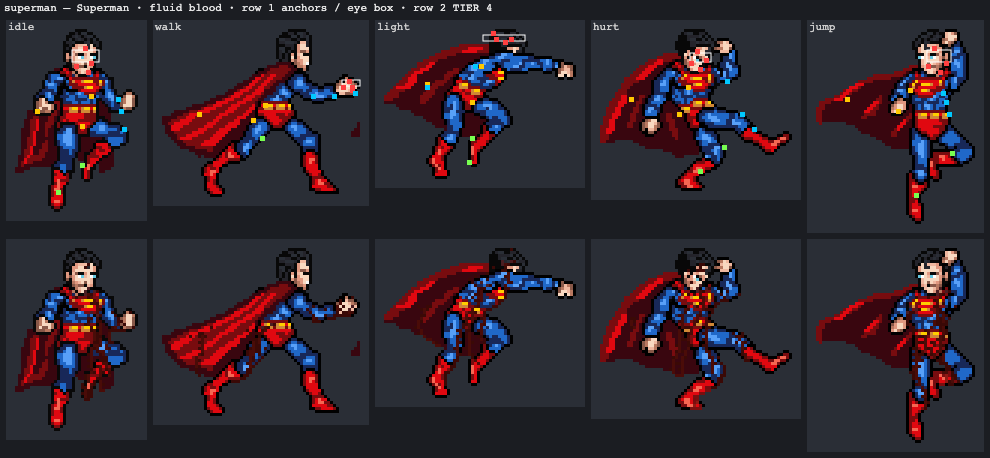 superman — Superman · fluid blood · row 1 anchors / eye box · row 2 TIER 4
idle
walk
light
hurt
jump